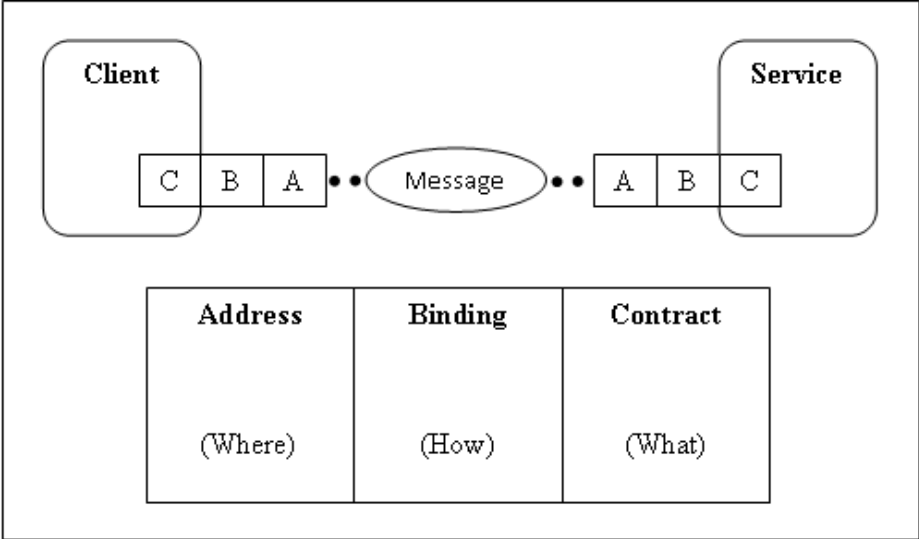 Client Service
C B A Message A B C
Address Binding Contract
(Where) (How) (What)